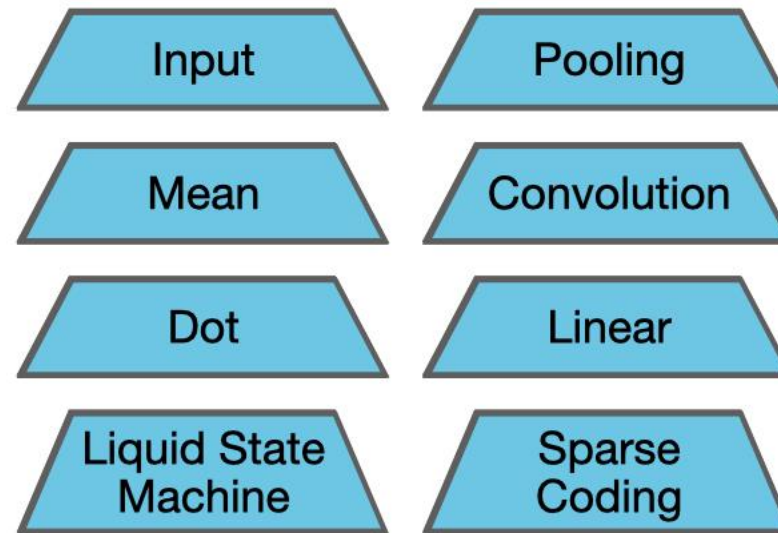 Input
Pooling
Mean
Convolution
Dot
Linear
Liquid State
Machine
Sparse
Coding